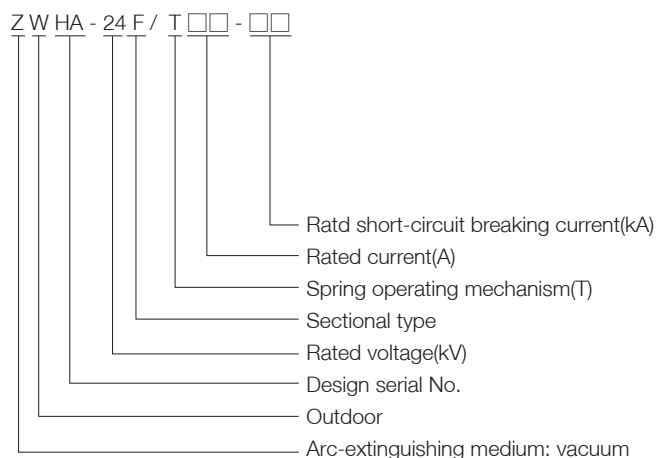 Z W HA - 24 F / T □□ - □□
Ratd short-circuit breaking current(kA)
Rated current(A)
Spring operating mechanism(T)
Sectional type
Rated voltage(kV)
Design serial No.
Outdoor
Arc-extinguishing medium: vacuum